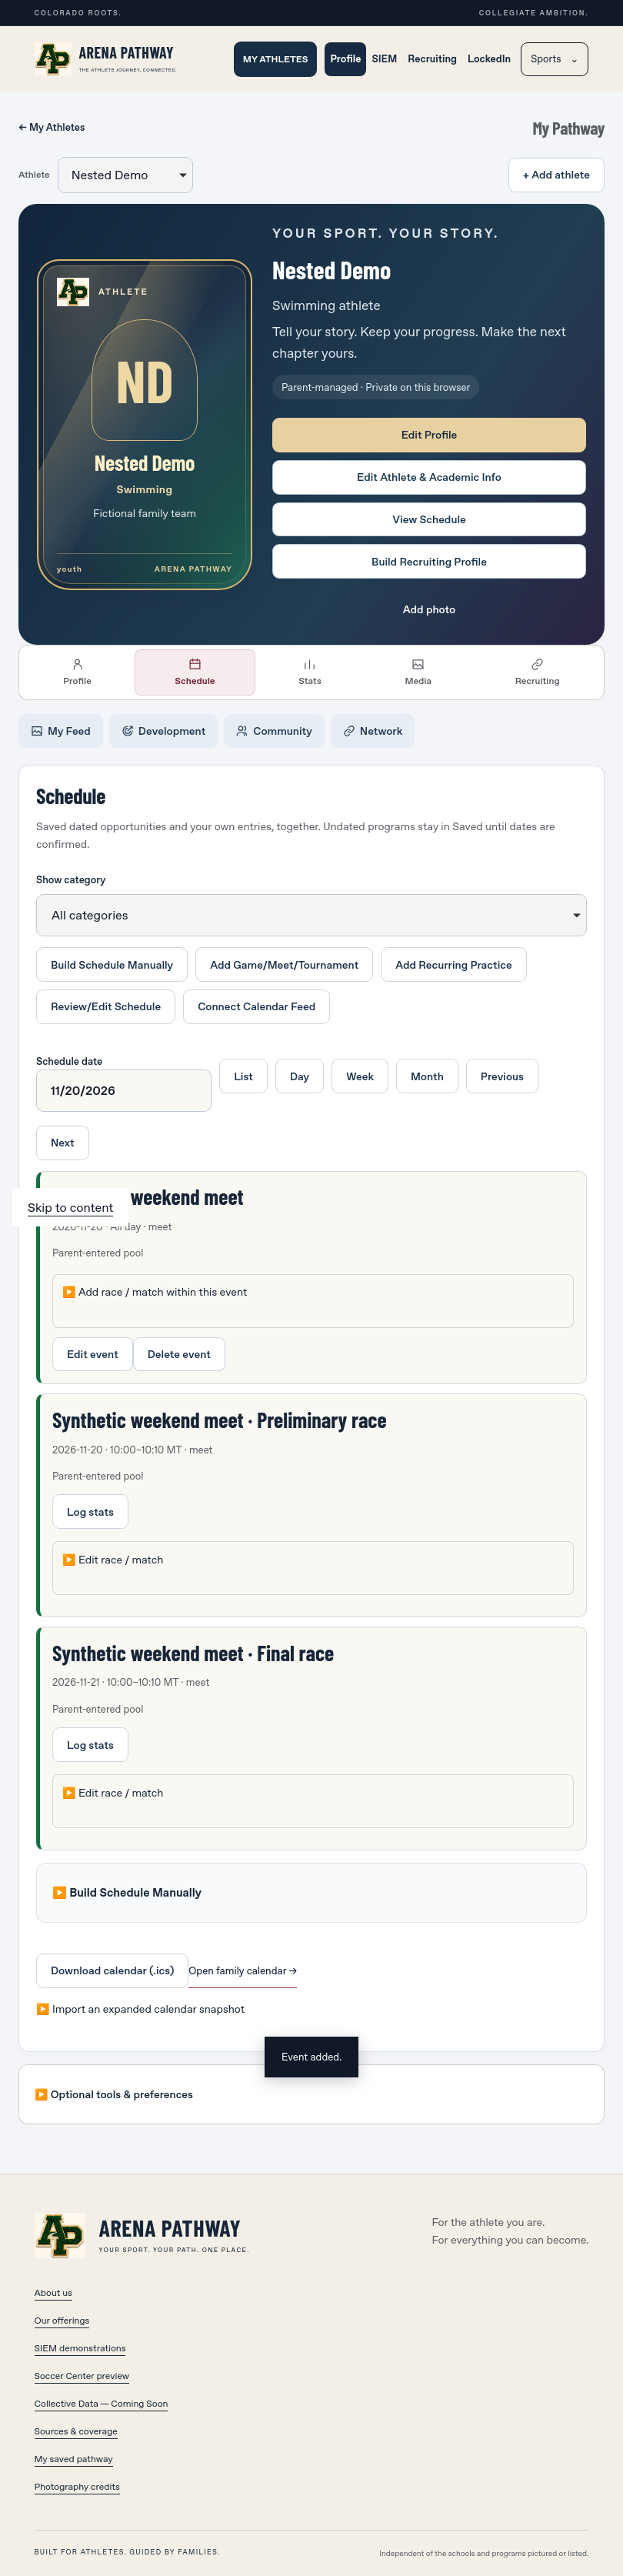 COLORADO ROOTS. COLLEGIATE AMBITION.
AP ARENA PATHWAY
THE ATHLETE JOURNEY, CONNECTED.
MY ATHLETES Profile SIEM Recruiting LockedIn Sports
← My Athletes My Pathway
Athlete Nested Demo + Add athlete
YOUR SPORT. YOUR STORY.
Nested Demo
Swimming athlete
Tell your story. Keep your progress. Make the next
chapter yours.
Parent-managed · Private on this browser
AP ATHLETE
ND
Nested Demo
Swimming
Fictional family team
youth ARENA PATHWAY
Edit Profile
Edit Athlete & Academic Info
View Schedule
Build Recruiting Profile
Add photo
Profile Schedule Stats Media Recruiting
My Feed Development Community Network
Schedule
Saved dated opportunities and your own entries, together. Undated programs stay in Saved until dates are
confirmed.
Show category
All categories
Build Schedule Manually Add Game/Meet/Tournament Add Recurring Practice
Review/Edit Schedule Connect Calendar Feed
Schedule date
11/20/2026 List Day Week Month Previous
Next
weekend meet
Skip to content
2026-11-20 · All day · meet
Parent-entered pool
Add race / match within this event
Edit event Delete event
Synthetic weekend meet · Preliminary race
2026-11-20 · 10:00–10:10 MT · meet
Parent-entered pool
Log stats
Edit race / match
Synthetic weekend meet · Final race
2026-11-21 · 10:00–10:10 MT · meet
Parent-entered pool
Log stats
Edit race / match
Build Schedule Manually
Download calendar (.ics) Open family calendar →
Import an expanded calendar snapshot
Event added.
Optional tools & preferences
AP ARENA PATHWAY
YOUR SPORT. YOUR PATH. ONE PLACE.
For the athlete you are.
For everything you can become.
About us
Our offerings
SIEM demonstrations
Soccer Center preview
Collective Data — Coming Soon
Sources & coverage
My saved pathway
Photography credits
BUILT FOR ATHLETES. GUIDED BY FAMILIES. Independent of the schools and programs pictured or listed.